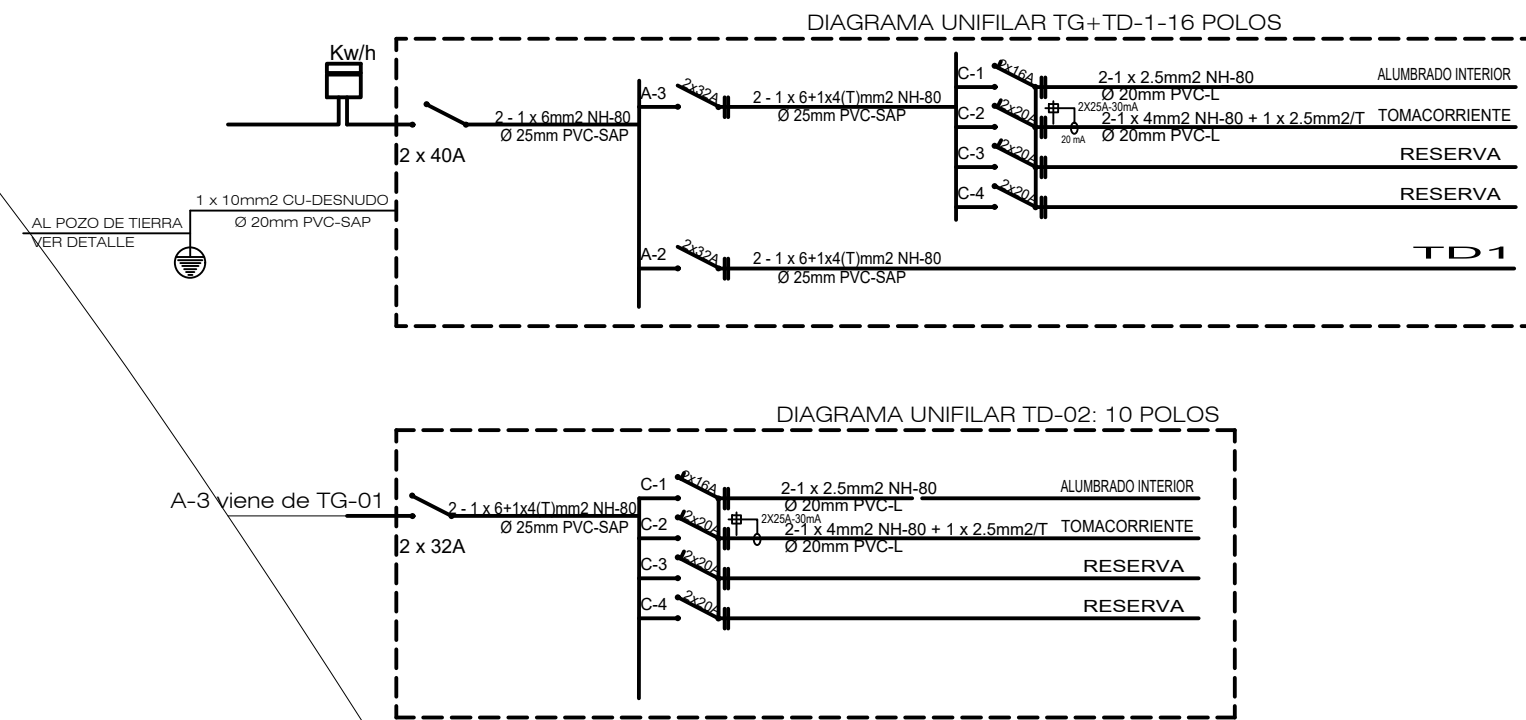 DIAGRAMA UNIFILAR TG+TD-1-16 POLOS
Kw/h
2 x 40A
2 - 1 x 6mm2 NH-80
Ø 25mm PVC-SAP
1 x 10mm2 CU-DESNUDO
Ø 20mm PVC-SAP
AL POZO DE TIERRA
VER DETALLE
A-3
2x32A
2 - 1 x 6+1x4(T)mm2 NH-80
Ø 25mm PVC-SAP
C-1
2x16A
2-1 x 2.5mm2 NH-80
Ø 20mm PVC-L
ALUMBRADO INTERIOR
C-2
2x20A
2X25A-30mA
20 mA
2-1 x 4mm2 NH-80 + 1 x 2.5mm2/T
Ø 20mm PVC-L
TOMACORRIENTE
C-3
2x20A
RESERVA
C-4
2x20A
RESERVA
A-2
2x32A
2 - 1 x 6+1x4(T)mm2 NH-80
Ø 25mm PVC-SAP
TD1
DIAGRAMA UNIFILAR TD-02: 10 POLOS
A-3 viene de TG-01
2 x 32A
2 - 1 x 6+1x4(T)mm2 NH-80
Ø 25mm PVC-SAP
C-1
2x16A
2-1 x 2.5mm2 NH-80
Ø 20mm PVC-L
ALUMBRADO INTERIOR
C-2
2x20A
2X25A-30mA
2-1 x 4mm2 NH-80 + 1 x 2.5mm2/T
Ø 20mm PVC-L
TOMACORRIENTE
C-3
2x20A
RESERVA
C-4
2x20A
RESERVA